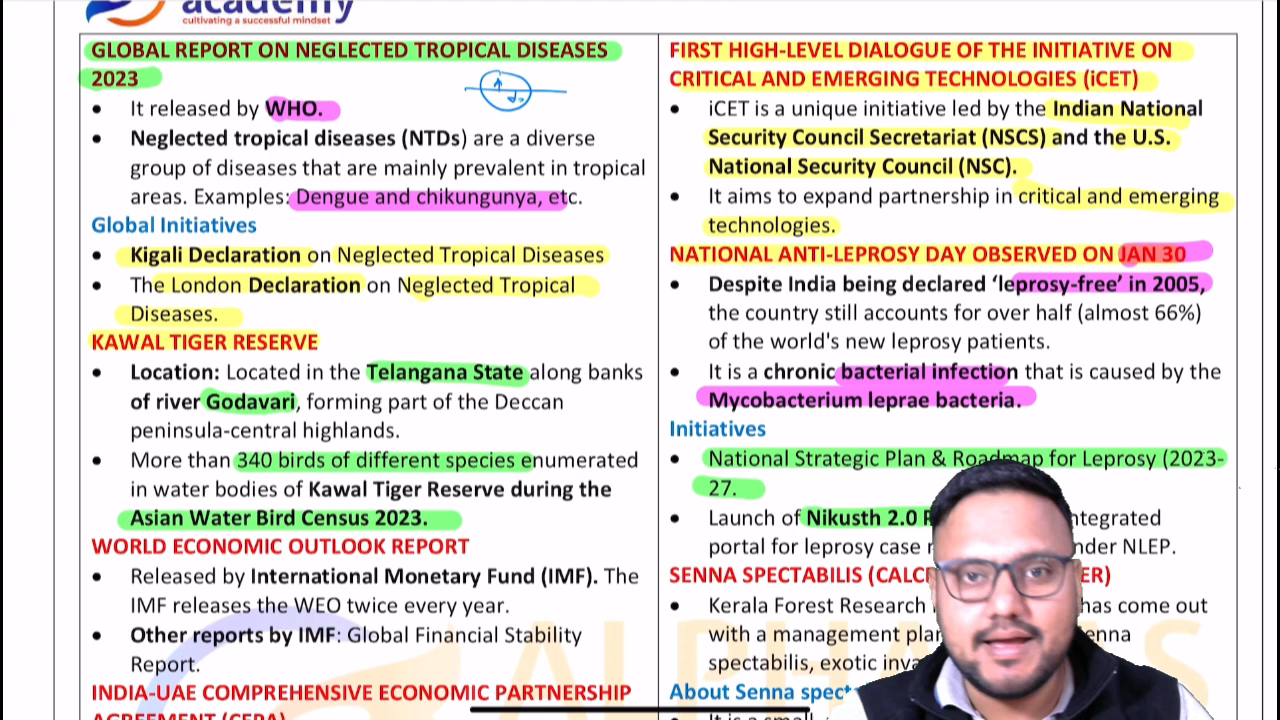 academy
cultivating a successful mindset
GLOBAL REPORT ON NEGLECTED TROPICAL DISEASES
2023
• It released by WHO.
• Neglected tropical diseases (NTDs) are a diverse
group of diseases that are mainly prevalent in tropical
areas. Examples: Dengue and chikungunya, etc.
Global Initiatives
• Kigali Declaration on Neglected Tropical Diseases
• The London Declaration on Neglected Tropical
Diseases.
KAWAL TIGER RESERVE
• Location: Located in the Telangana State along banks
of river Godavari, forming part of the Deccan
peninsula-central highlands.
• More than 340 birds of different species enumerated
in water bodies of Kawal Tiger Reserve during the
Asian Water Bird Census 2023.
WORLD ECONOMIC OUTLOOK REPORT
• Released by International Monetary Fund (IMF). The
IMF releases the WEO twice every year.
• Other reports by IMF: Global Financial Stability
Report.
INDIA-UAE COMPREHENSIVE ECONOMIC PARTNERSHIP
AGREEMENT (CEPA)
FIRST HIGH-LEVEL DIALOGUE OF THE INITIATIVE ON
CRITICAL AND EMERGING TECHNOLOGIES (iCET)
• iCET is a unique initiative led by the Indian National
Security Council Secretariat (NSCS) and the U.S.
National Security Council (NSC).
• It aims to expand partnership in critical and emerging
technologies.
NATIONAL ANTI-LEPROSY DAY OBSERVED ON JAN 30
• Despite India being declared ‘leprosy-free’ in 2005,
the country still accounts for over half (almost 66%)
of the world's new leprosy patients.
• It is a chronic bacterial infection that is caused by the
Mycobacterium leprae bacteria.
Initiatives
• National Strategic Plan & Roadmap for Leprosy (2023-
27.
• Launch of Nikusth 2.0
portal for leprosy case NLEP.
SENNA SPECTABILIS
• Kerala Forest Research has come out
with a management
spectabilis, exotic
About Senna